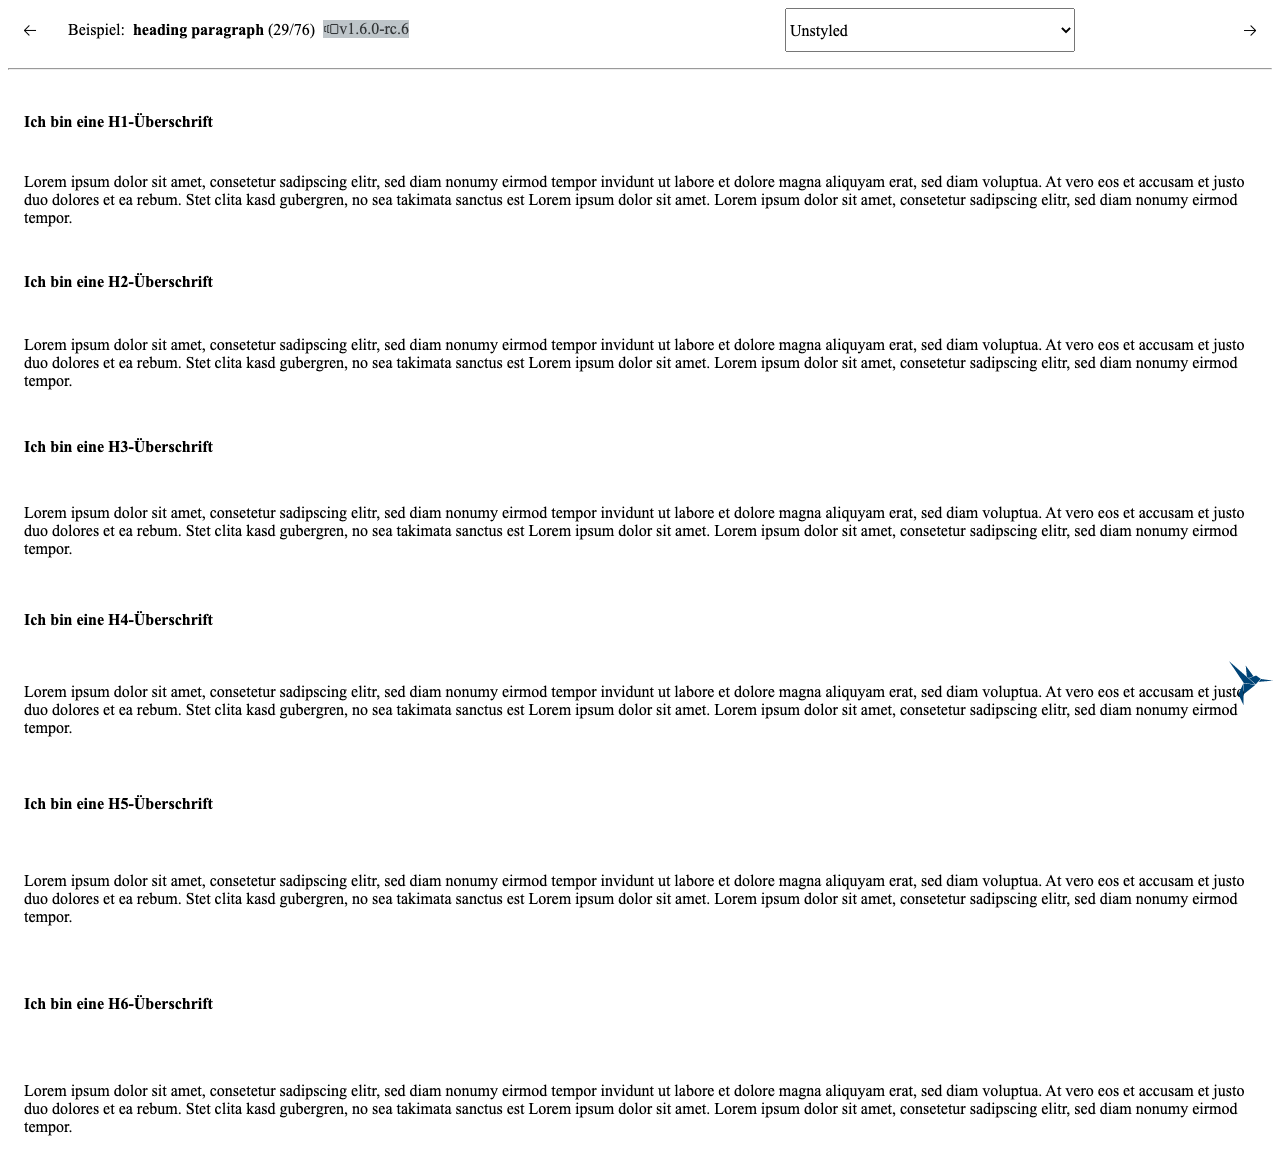 Beispiel: heading paragraph (29/76) v1.6.0-rc.6 Unstyled
Ich bin eine H1-Überschrift
Lorem ipsum dolor sit amet, consetetur sadipscing elitr, sed diam nonumy eirmod tempor invidunt ut labore et dolore magna aliquyam erat, sed diam voluptua. At vero eos et accusam et justo
duo dolores et ea rebum. Stet clita kasd gubergren, no sea takimata sanctus est Lorem ipsum dolor sit amet. Lorem ipsum dolor sit amet, consetetur sadipscing elitr, sed diam nonumy eirmod
tempor.
Ich bin eine H2-Überschrift
Lorem ipsum dolor sit amet, consetetur sadipscing elitr, sed diam nonumy eirmod tempor invidunt ut labore et dolore magna aliquyam erat, sed diam voluptua. At vero eos et accusam et justo
duo dolores et ea rebum. Stet clita kasd gubergren, no sea takimata sanctus est Lorem ipsum dolor sit amet. Lorem ipsum dolor sit amet, consetetur sadipscing elitr, sed diam nonumy eirmod
tempor.
Ich bin eine H3-Überschrift
Lorem ipsum dolor sit amet, consetetur sadipscing elitr, sed diam nonumy eirmod tempor invidunt ut labore et dolore magna aliquyam erat, sed diam voluptua. At vero eos et accusam et justo
duo dolores et ea rebum. Stet clita kasd gubergren, no sea takimata sanctus est Lorem ipsum dolor sit amet. Lorem ipsum dolor sit amet, consetetur sadipscing elitr, sed diam nonumy eirmod
tempor.
Ich bin eine H4-Überschrift
Lorem ipsum dolor sit amet, consetetur sadipscing elitr, sed diam nonumy eirmod tempor invidunt ut labore et dolore magna aliquyam erat, sed diam voluptua. At vero eos et accusam et justo
duo dolores et ea rebum. Stet clita kasd gubergren, no sea takimata sanctus est Lorem ipsum dolor sit amet. Lorem ipsum dolor sit amet, consetetur sadipscing elitr, sed diam nonumy eirmod
tempor.
Ich bin eine H5-Überschrift
Lorem ipsum dolor sit amet, consetetur sadipscing elitr, sed diam nonumy eirmod tempor invidunt ut labore et dolore magna aliquyam erat, sed diam voluptua. At vero eos et accusam et justo
duo dolores et ea rebum. Stet clita kasd gubergren, no sea takimata sanctus est Lorem ipsum dolor sit amet. Lorem ipsum dolor sit amet, consetetur sadipscing elitr, sed diam nonumy eirmod
tempor.
Ich bin eine H6-Überschrift
Lorem ipsum dolor sit amet, consetetur sadipscing elitr, sed diam nonumy eirmod tempor invidunt ut labore et dolore magna aliquyam erat, sed diam voluptua. At vero eos et accusam et justo
duo dolores et ea rebum. Stet clita kasd gubergren, no sea takimata sanctus est Lorem ipsum dolor sit amet. Lorem ipsum dolor sit amet, consetetur sadipscing elitr, sed diam nonumy eirmod
tempor.